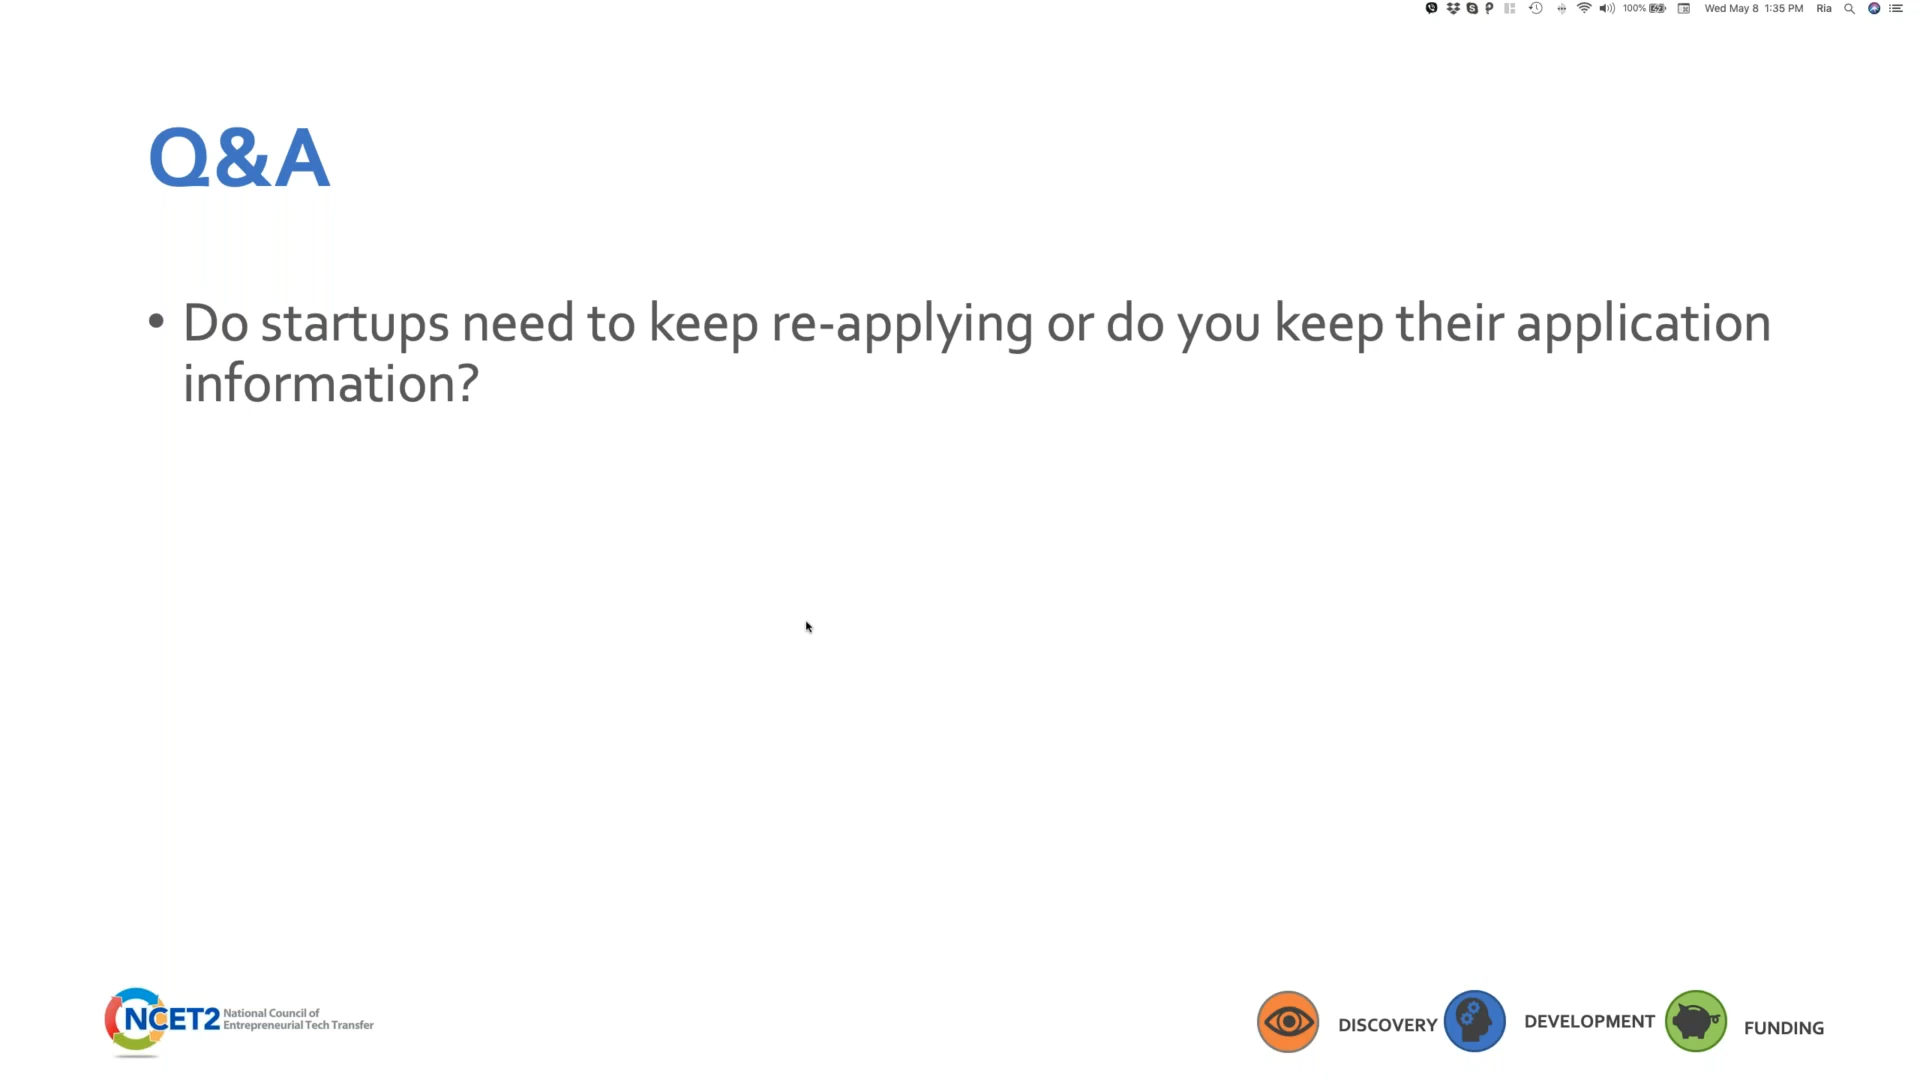 100% Wed May 8 1:35 PM Ria
Q&A
• Do startups need to keep re-applying or do you keep their application
information?
NCET2 National Council of
Entrepreneurial Tech Transfer
DISCOVERY DEVELOPMENT FUNDING